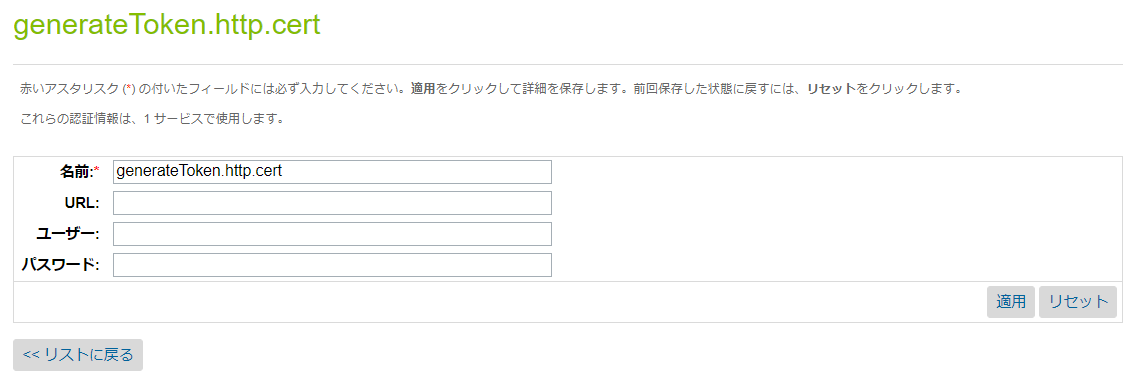 generateToken.http.cert
赤いアスタリスク (*) の付いたフィールドには必ず入力してください。適用をクリックして詳細を保存します。前回保存した状態に戻すには、リセットをクリックします。
これらの認証情報は、1 サービスで使用します。
名前:* generateToken.http.cert
URL:
ユーザー:
パスワード:
適用 リセット
<< リストに戻る